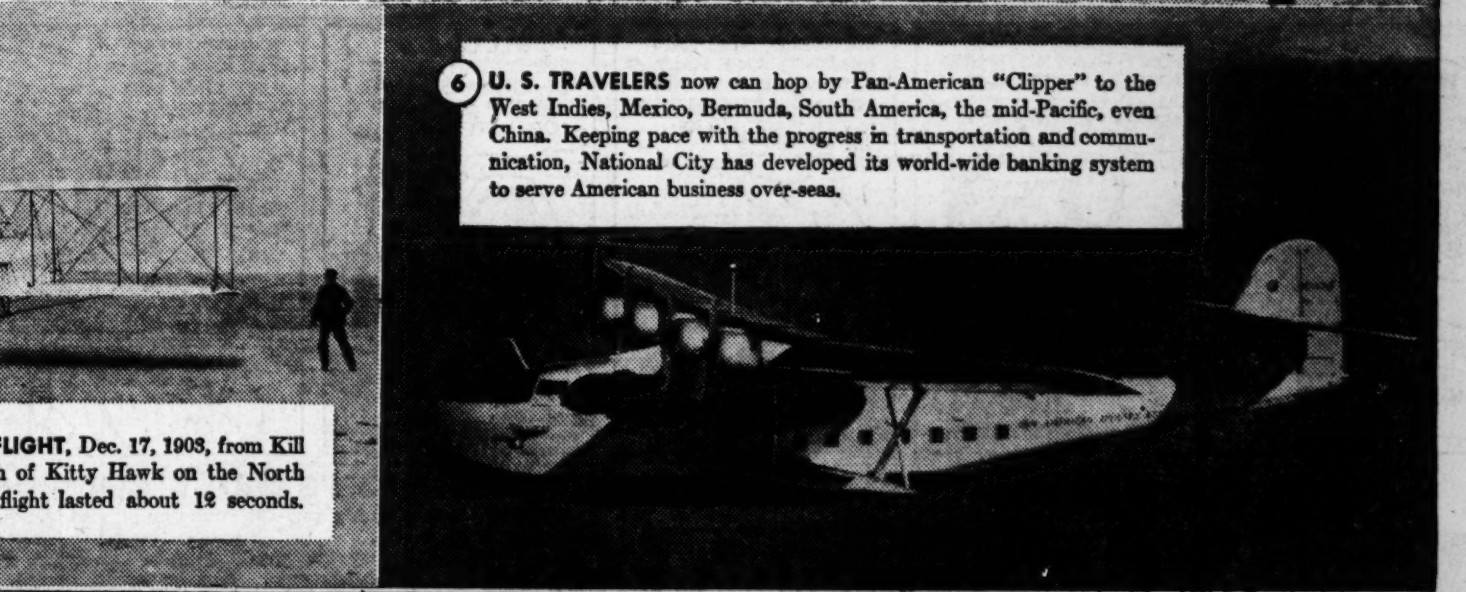 6 U. S. TRAVELERS now can hop by Pan-American “Clipper” to the
West Indies, Mexico, Bermuda, South America, the mid-Pacific, even
China. Keeping pace with the progress in transportation and commu-
nication, National City has developed its world-wide banking system
to serve American business over-seas.
FLIGHT, Dec. 17, 1903, from Kill
of Kitty Hawk on the North
flight lasted about 12 seconds.